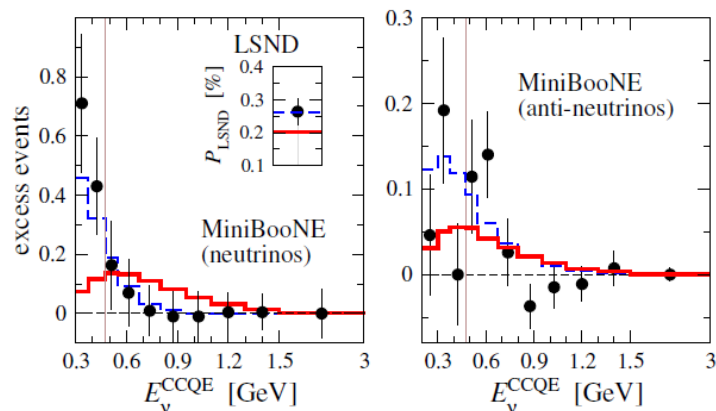 excess events
0.8
0.6
0.4
0.2
0
LSND
P_LSND [%]
0.4
0.3
0.2
0.1
MiniBooNE
(neutrinos)
0.3 0.6 0.9 1.2 1.5 3
E_ν^CCQE [GeV]
0.3
0.2
0.1
0
MiniBooNE
(anti-neutrinos)
0.3 0.6 0.9 1.2 1.5 3
E_ν^CCQE [GeV]